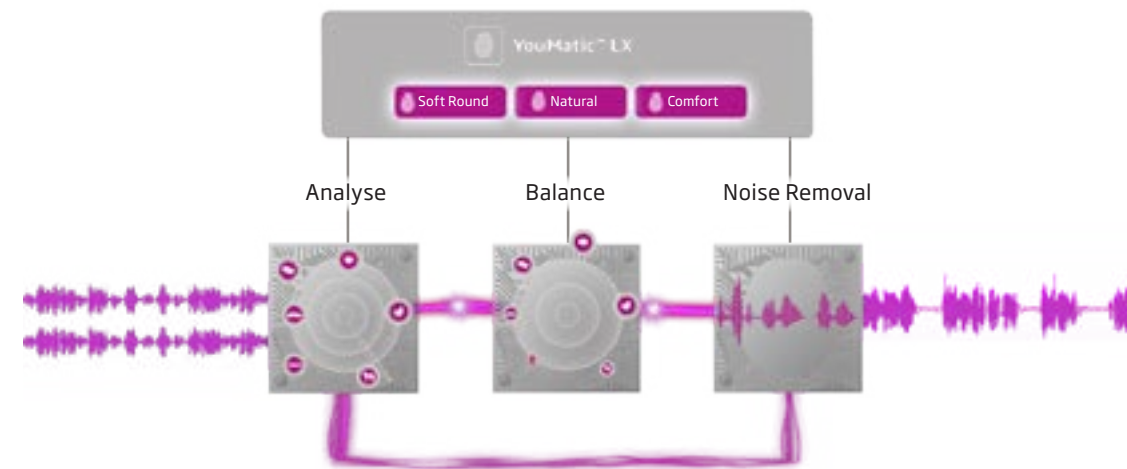 YouMatic™ LX
Soft Round Natural Comfort
Analyse Balance Noise Removal